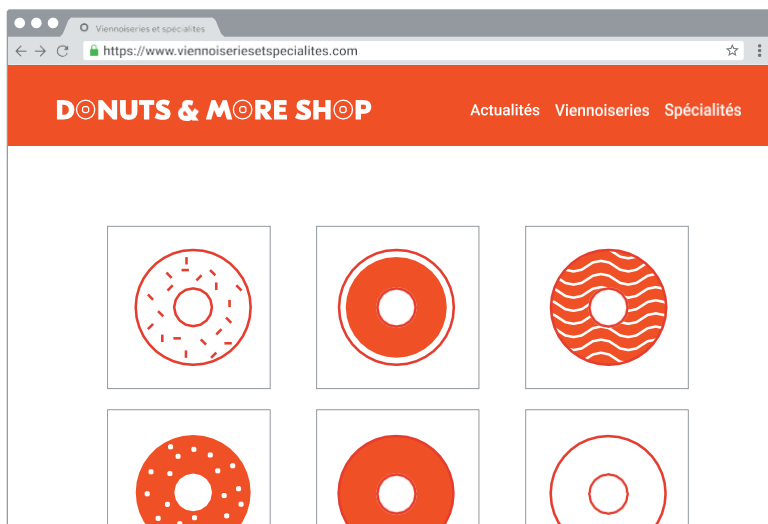 Viennoiseries et spécialités
https://www.viennoiseriesetspecialites.com
DONUTS & MORE SHOP
Actualités Viennoiseries Spécialités